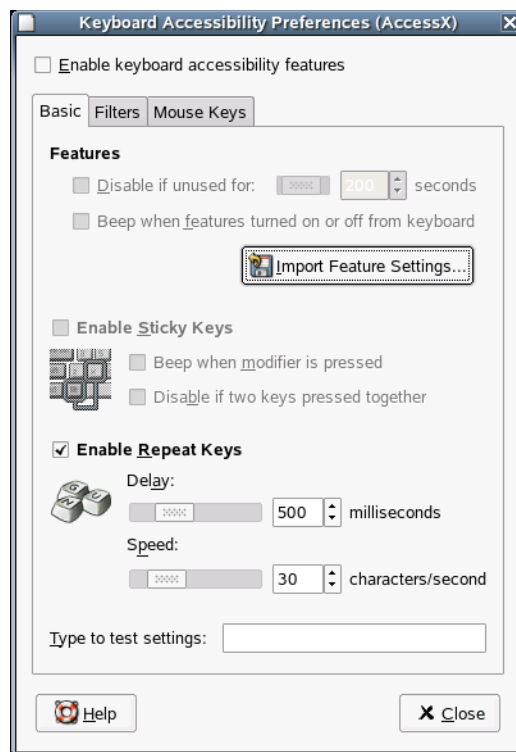 Keyboard Accessibility Preferences (AccessX)
Enable keyboard accessibility features
Basic Filters Mouse Keys
Features
Disable if unused for: 200 seconds
Beep when features turned on or off from keyboard
Import Feature Settings...
Enable Sticky Keys
Beep when modifier is pressed
Disable if two keys pressed together
Enable Repeat Keys
Delay:
500 milliseconds
Speed:
30 characters/second
Type to test settings:
Help Close